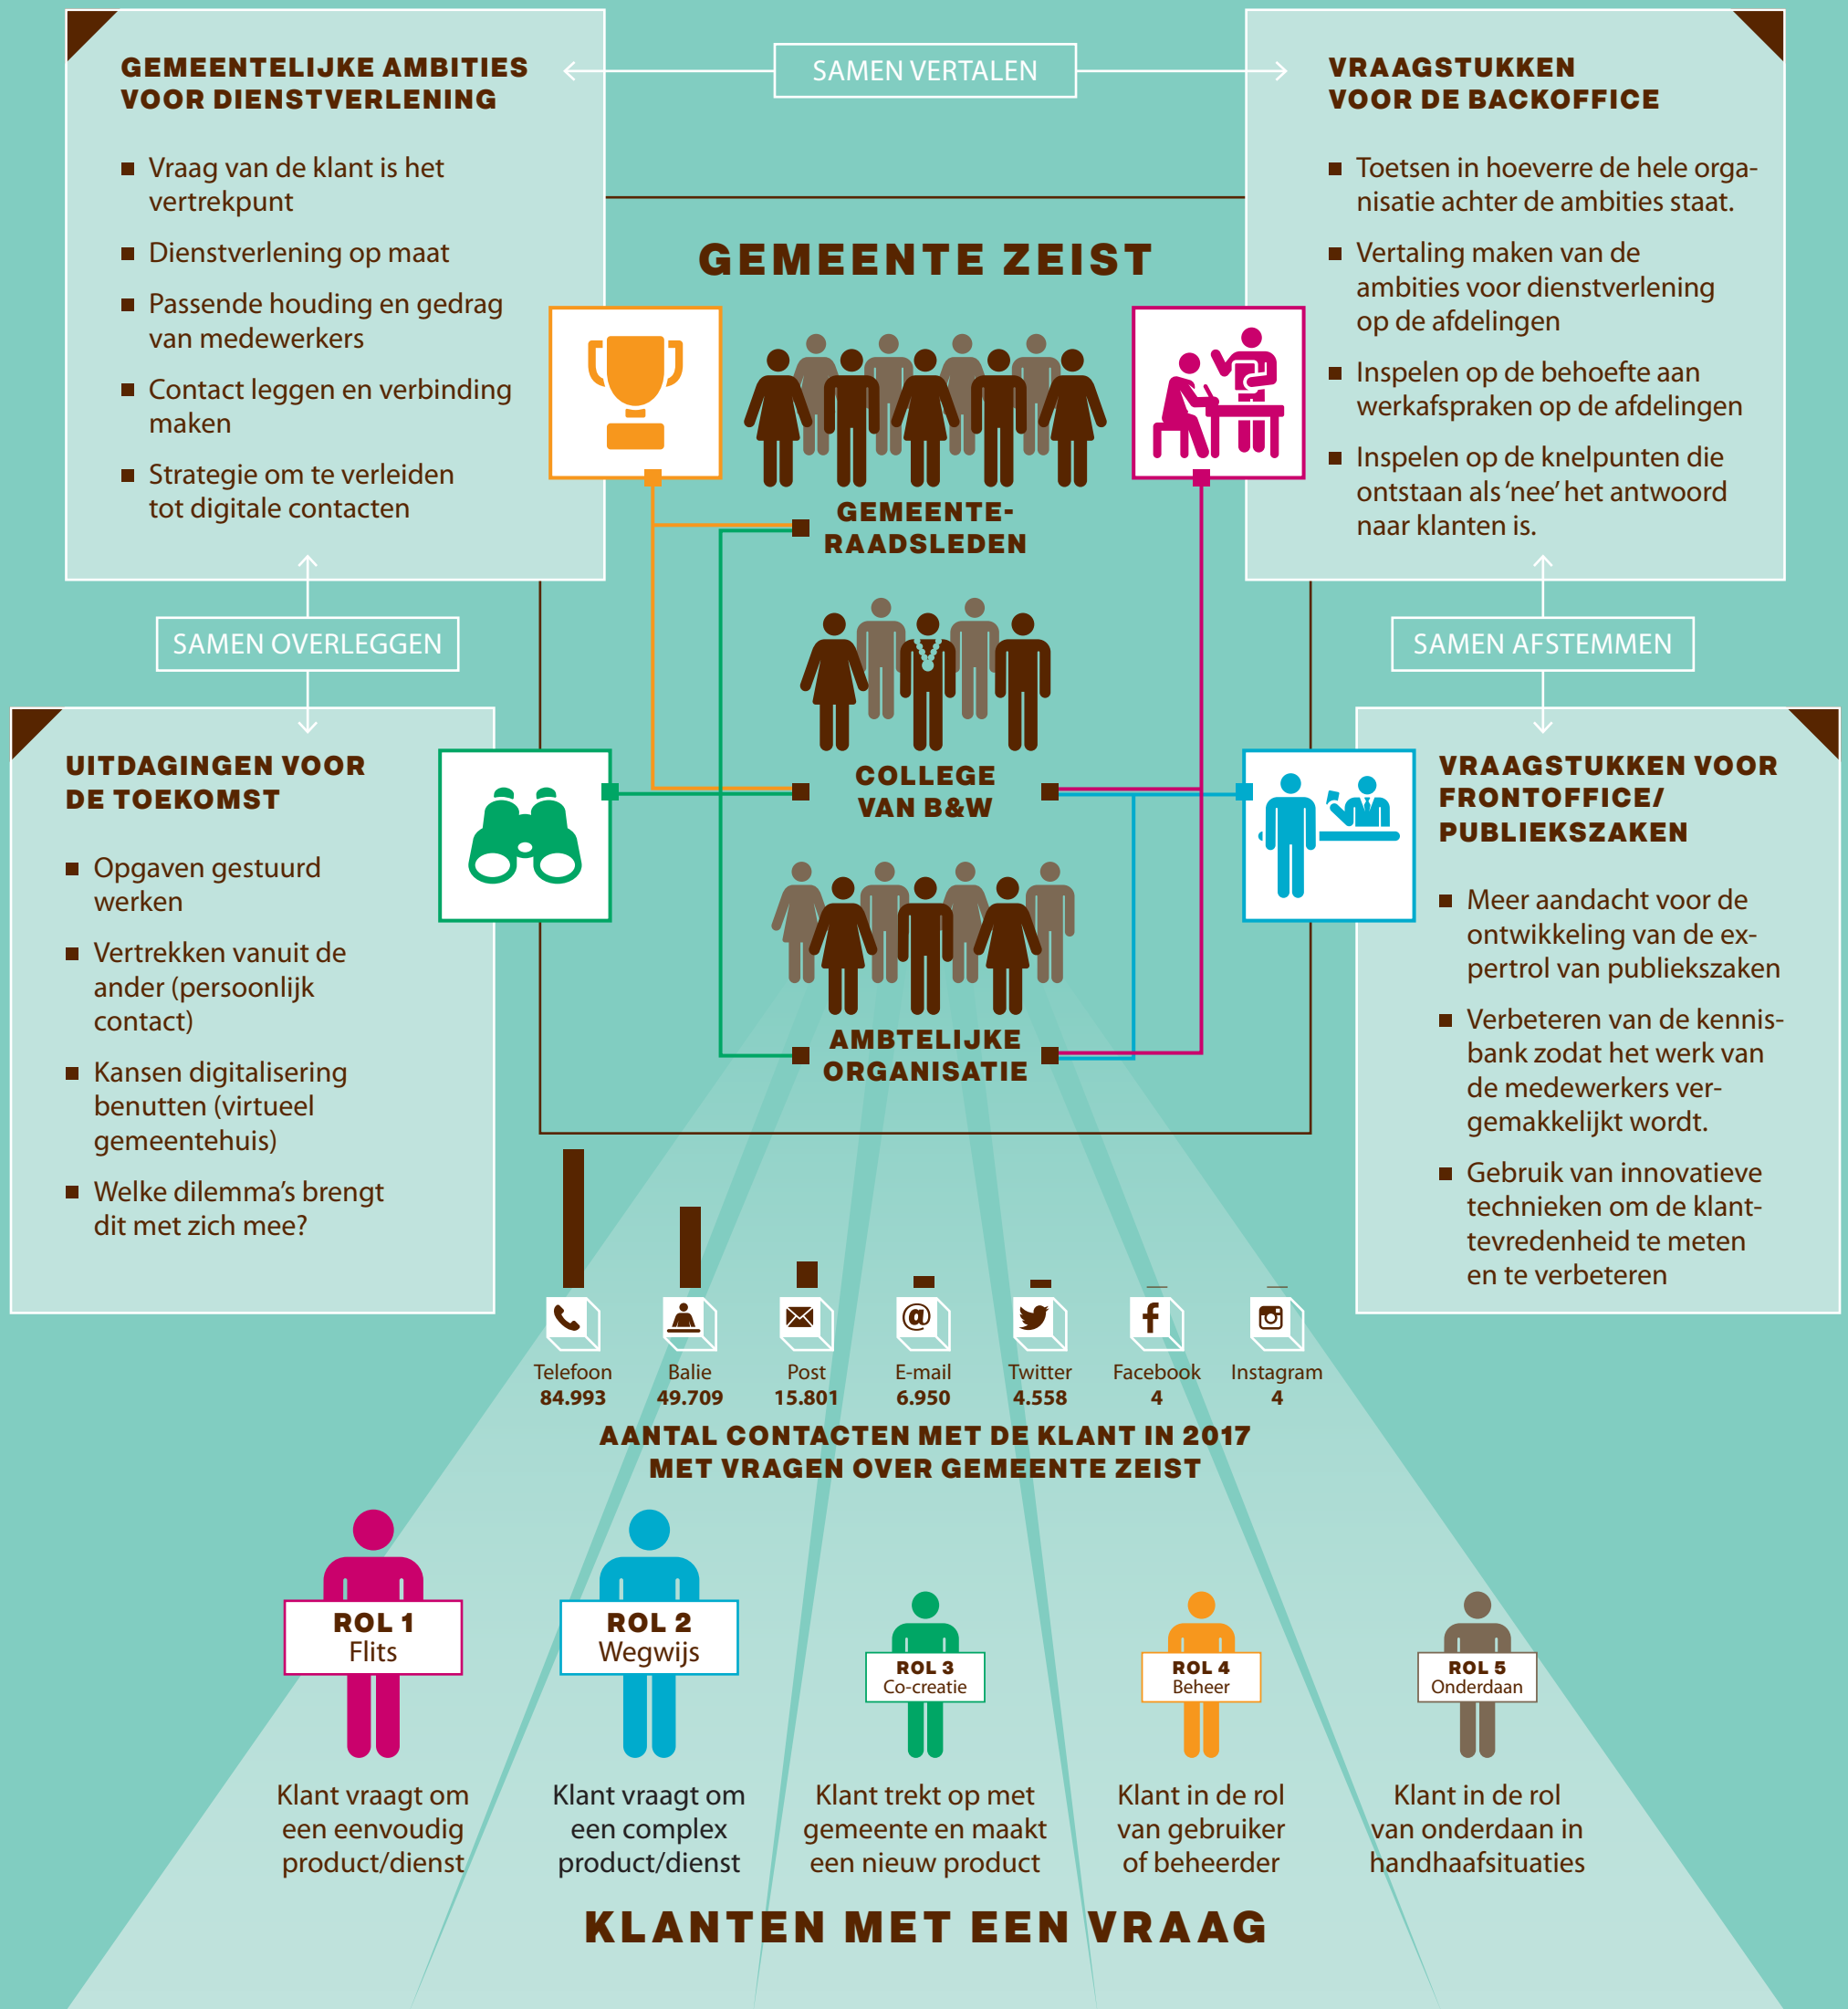 GEMEENTELIJKE AMBITIES
VOOR DIENSTVERLENING
Vraag van de klant is het
vertrekpunt
Dienstverlening op maat
Passende houding en gedrag
van medewerkers
Contact leggen en verbinding
maken
Strategie om te verleiden
tot digitale contacten
SAMEN VERTALEN
VRAAGSTUKKEN
VOOR DE BACKOFFICE
Toetsen in hoeverre de hele orga-
nisatie achter de ambities staat.
Vertaling maken van de
ambities voor dienstverlening
op de afdelingen
Inspelen op de behoefte aan
werkafspraken op de afdelingen
Inspelen op de knelpunten die
ontstaan als ‘nee’ het antwoord
naar klanten is.
GEMEENTE ZEIST
GEMEENTE-
RAADSLEDEN
COLLEGE
VAN B&W
AMBTELIJKE
ORGANISATIE
SAMEN OVERLEGGEN
SAMEN AFSTEMMEN
UITDAGINGEN VOOR
DE TOEKOMST
Opgaven gestuurd
werken
Vertrekken vanuit de
ander (persoonlijk
contact)
Kansen digitalisering
benutten (virtueel
gemeentehuis)
Welke dilemma’s brengt
dit met zich mee?
VRAAGSTUKKEN VOOR
FRONTOFFICE/
PUBLIEKSZAKEN
Meer aandacht voor de
ontwikkeling van de ex-
pertrol van publiekszaken
Verbeteren van de kennis-
bank zodat het werk van
de medewerkers ver-
gemakkelijkt wordt.
Gebruik van innovatieve
technieken om de klant-
tevredenheid te meten
en te verbeteren
Telefoon Balie Post E-mail Twitter Facebook Instagram
84.993 49.709 15.801 6.950 4.558 4 4
AANTAL CONTACTEN MET DE KLANT IN 2017
MET VRAGEN OVER GEMEENTE ZEIST
ROL 1
Flits
Klant vraagt om
een eenvoudig
product/dienst
ROL 2
Wegwijs
Klant vraagt om
een complex
product/dienst
ROL 3
Co-creatie
Klant trekt op met
gemeente en maakt
een nieuw product
ROL 4
Beheer
Klant in de rol
van gebruiker
of beheerder
ROL 5
Onderdaan
Klant in de rol
van onderdaan in
handhaafsituaties
KLANTEN MET EEN VRAAG